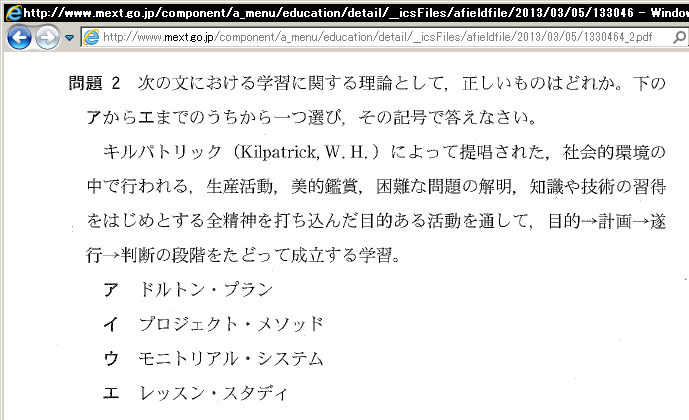 http://www.mext.go.jp/component/a_menu/education/detail/_icsFiles/afieldfile/2013/03/05/133046 - Window
http://www.mext.go.jp/component/a_menu/education/detail/_icsFiles/afieldfile/2013/03/05/1330464_2.pdf
問題 2 次の文における学習に関する理論として，正しいものはどれか。下の
アからエまでのうちから一つ選び，その記号で答えなさい。
キルパトリック（Kilpatrick, W. H.）によって提唱された，社会的環境の
中で行われる，生産活動，美的鑑賞，困難な問題の解明，知識や技術の習得
をはじめとする全精神を打ち込んだ目的ある活動を通して，目的→計画→遂
行→判断の段階をたどって成立する学習。
ア ドルトン・プラン
イ プロジェクト・メソッド
ウ モニトリアル・システム
エ レッスン・スタディ